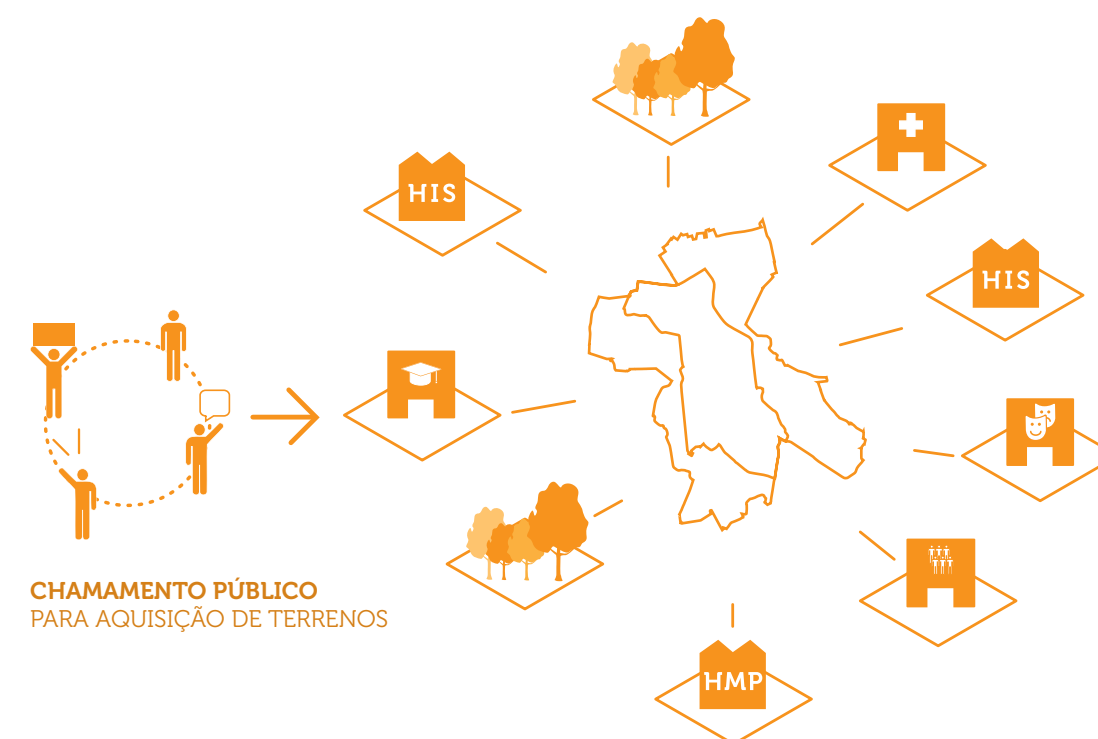 HIS
HIS
CHAMAMENTO PÚBLICO
PARA AQUISIÇÃO DE TERRENOS
HMP